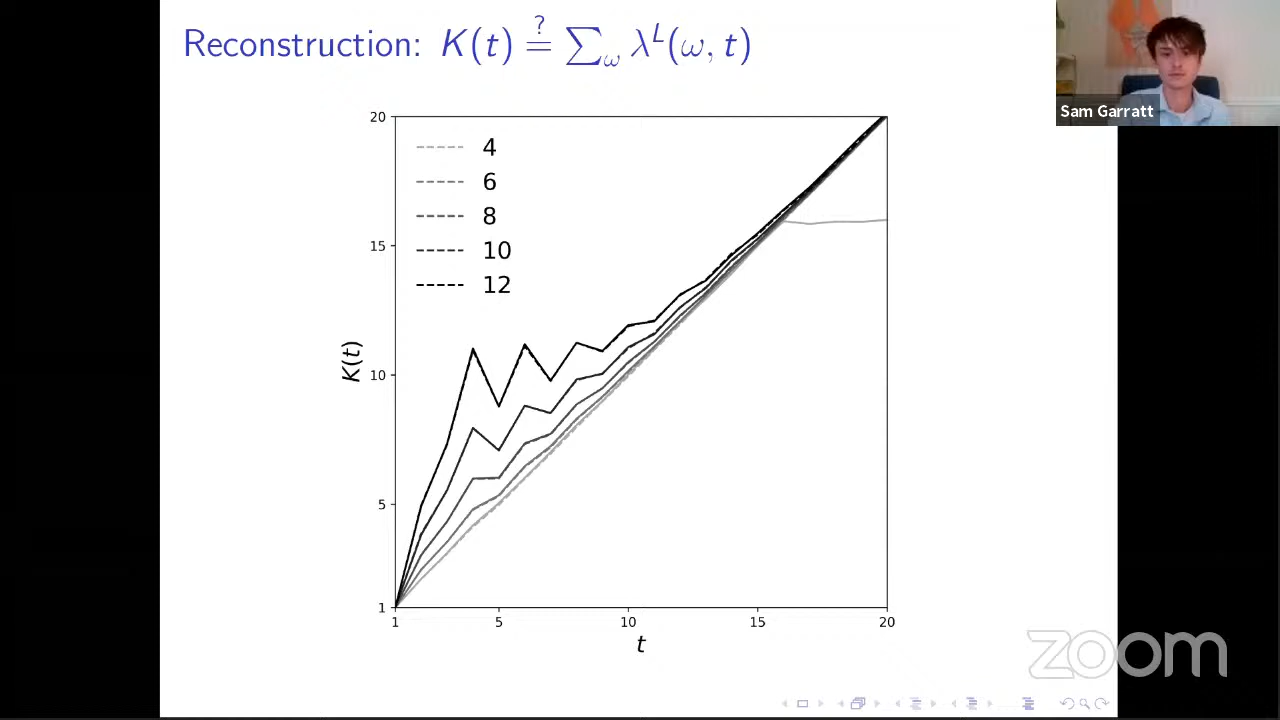 Reconstruction: K(t) ≟ ∑_ω λ^L(ω, t)
Sam Garratt
20
15
10
5
1
K(t)
4
6
8
10
12
1 5 10 15 20
t
zoom